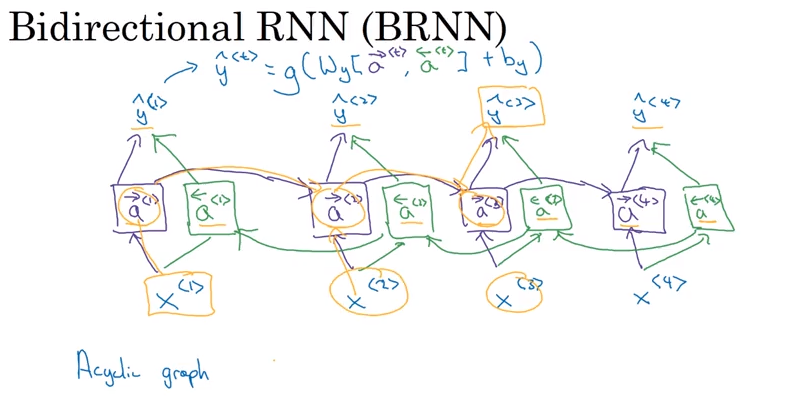 Bidirectional RNN (BRNN)
ŷ^<t> = g(Wy[a→^<t>, a←^<t>] + by)
ŷ^<1> ŷ^<2> ŷ^<3> ŷ^<4>
a→^<1> a←^<1> a→^<2> a←^<2> a→^<3> a←^<3> a→^<4> a←^<4>
x^<1> x^<2> x^<3> x^<4>
Acyclic graph